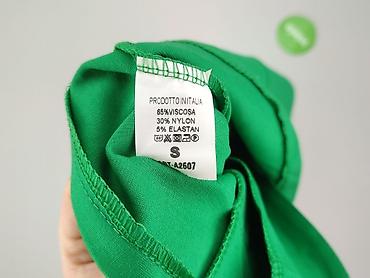 PRODOTTO IN ITALIA
65% VISCOSA
30% NYLON
5% ELASTAN
S